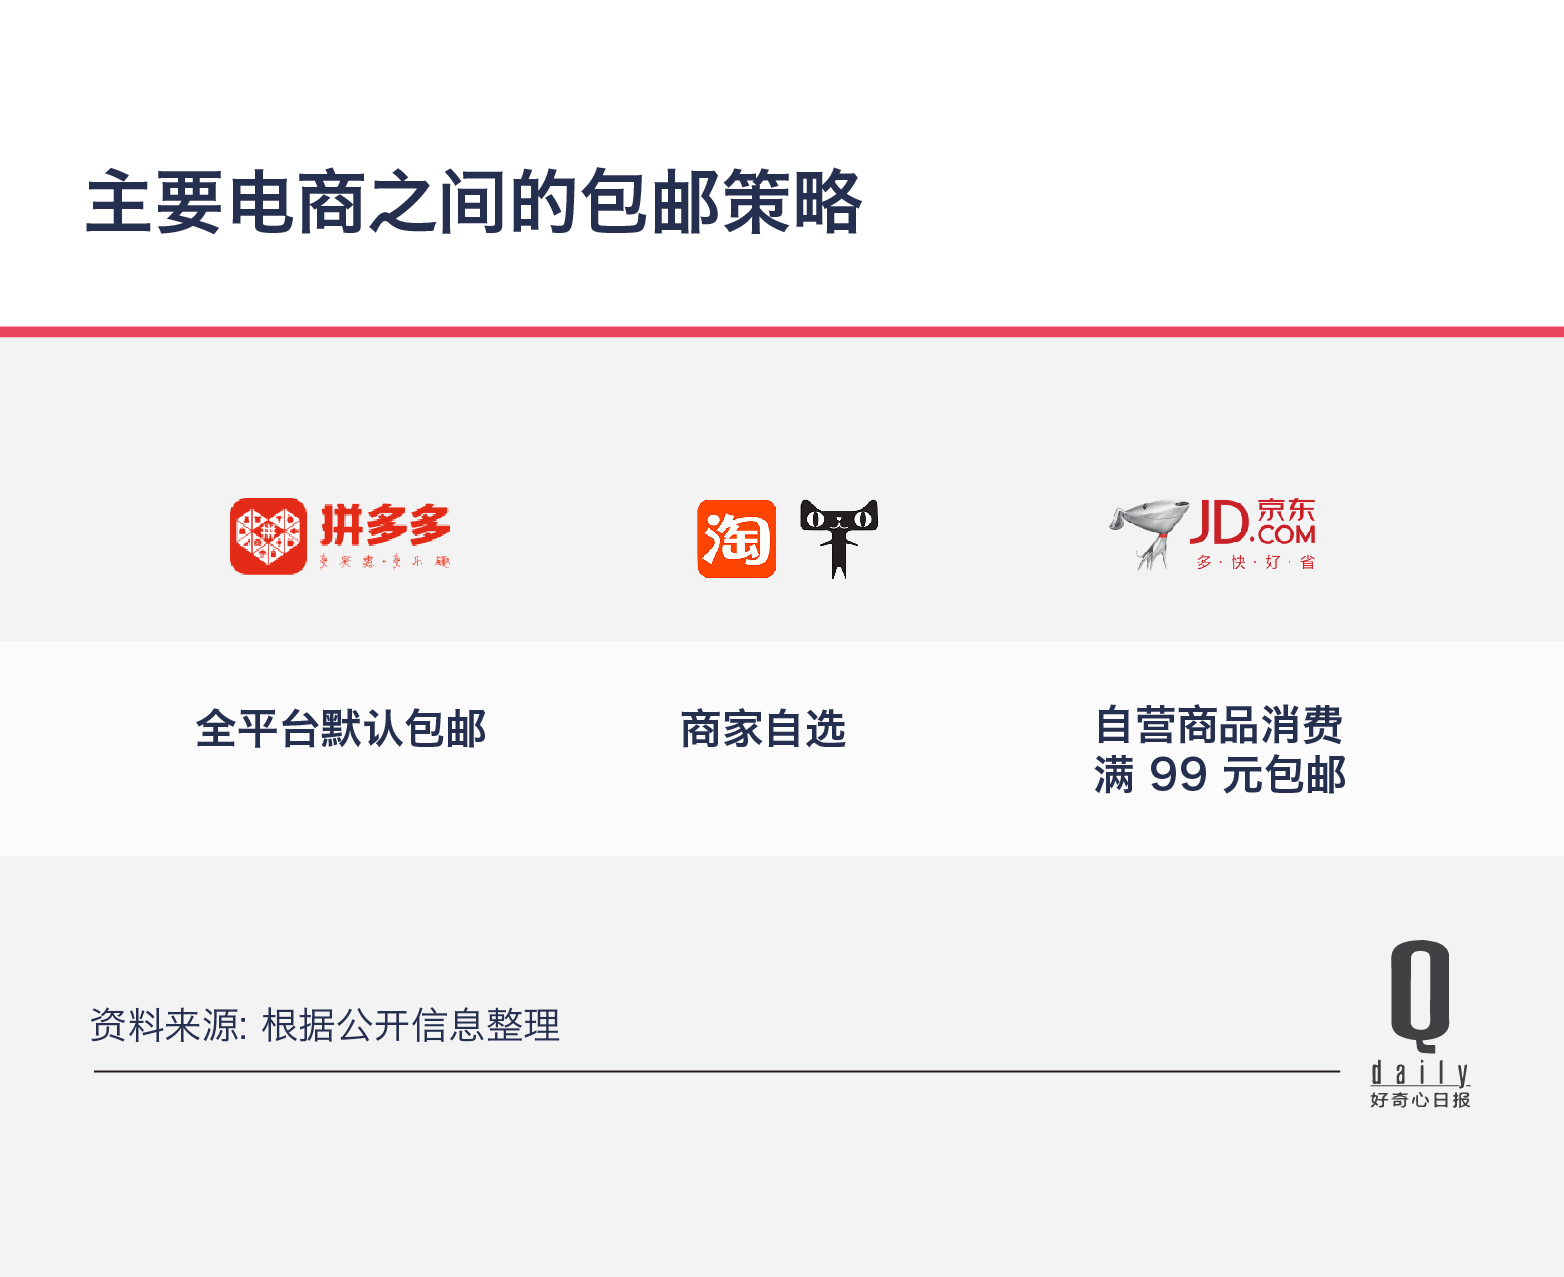 主要电商之间的包邮策略
拼
拼多多
淘
JD.COM 京东
多·快·好·省
全平台默认包邮
商家自选
自营商品消费
满 99 元包邮
资料来源: 根据公开信息整理
Q
daily
好奇心日报